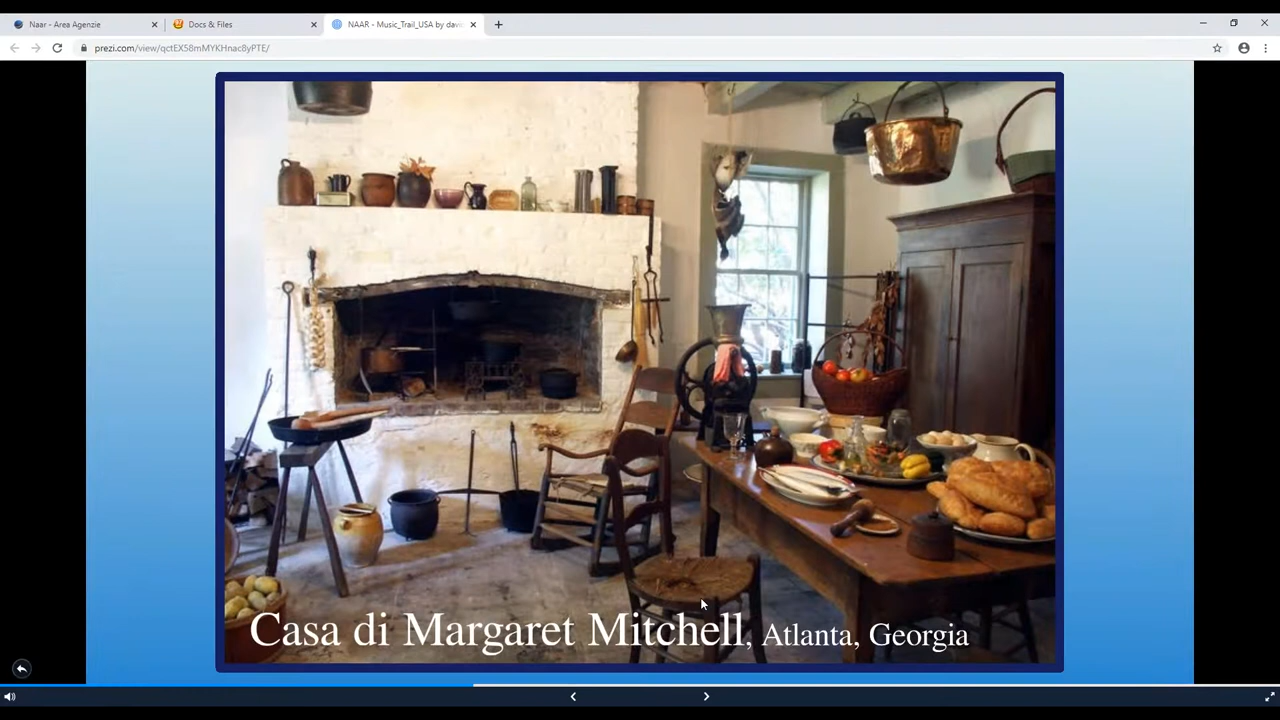 Naar - Area Agenzie
Docs & Files
NAAR - Music_Trail_USA by davi
prezi.com/view/qctEX58mMYKHnac8yPTE/
Casa di Margaret Mitchell, Atlanta, Georgia